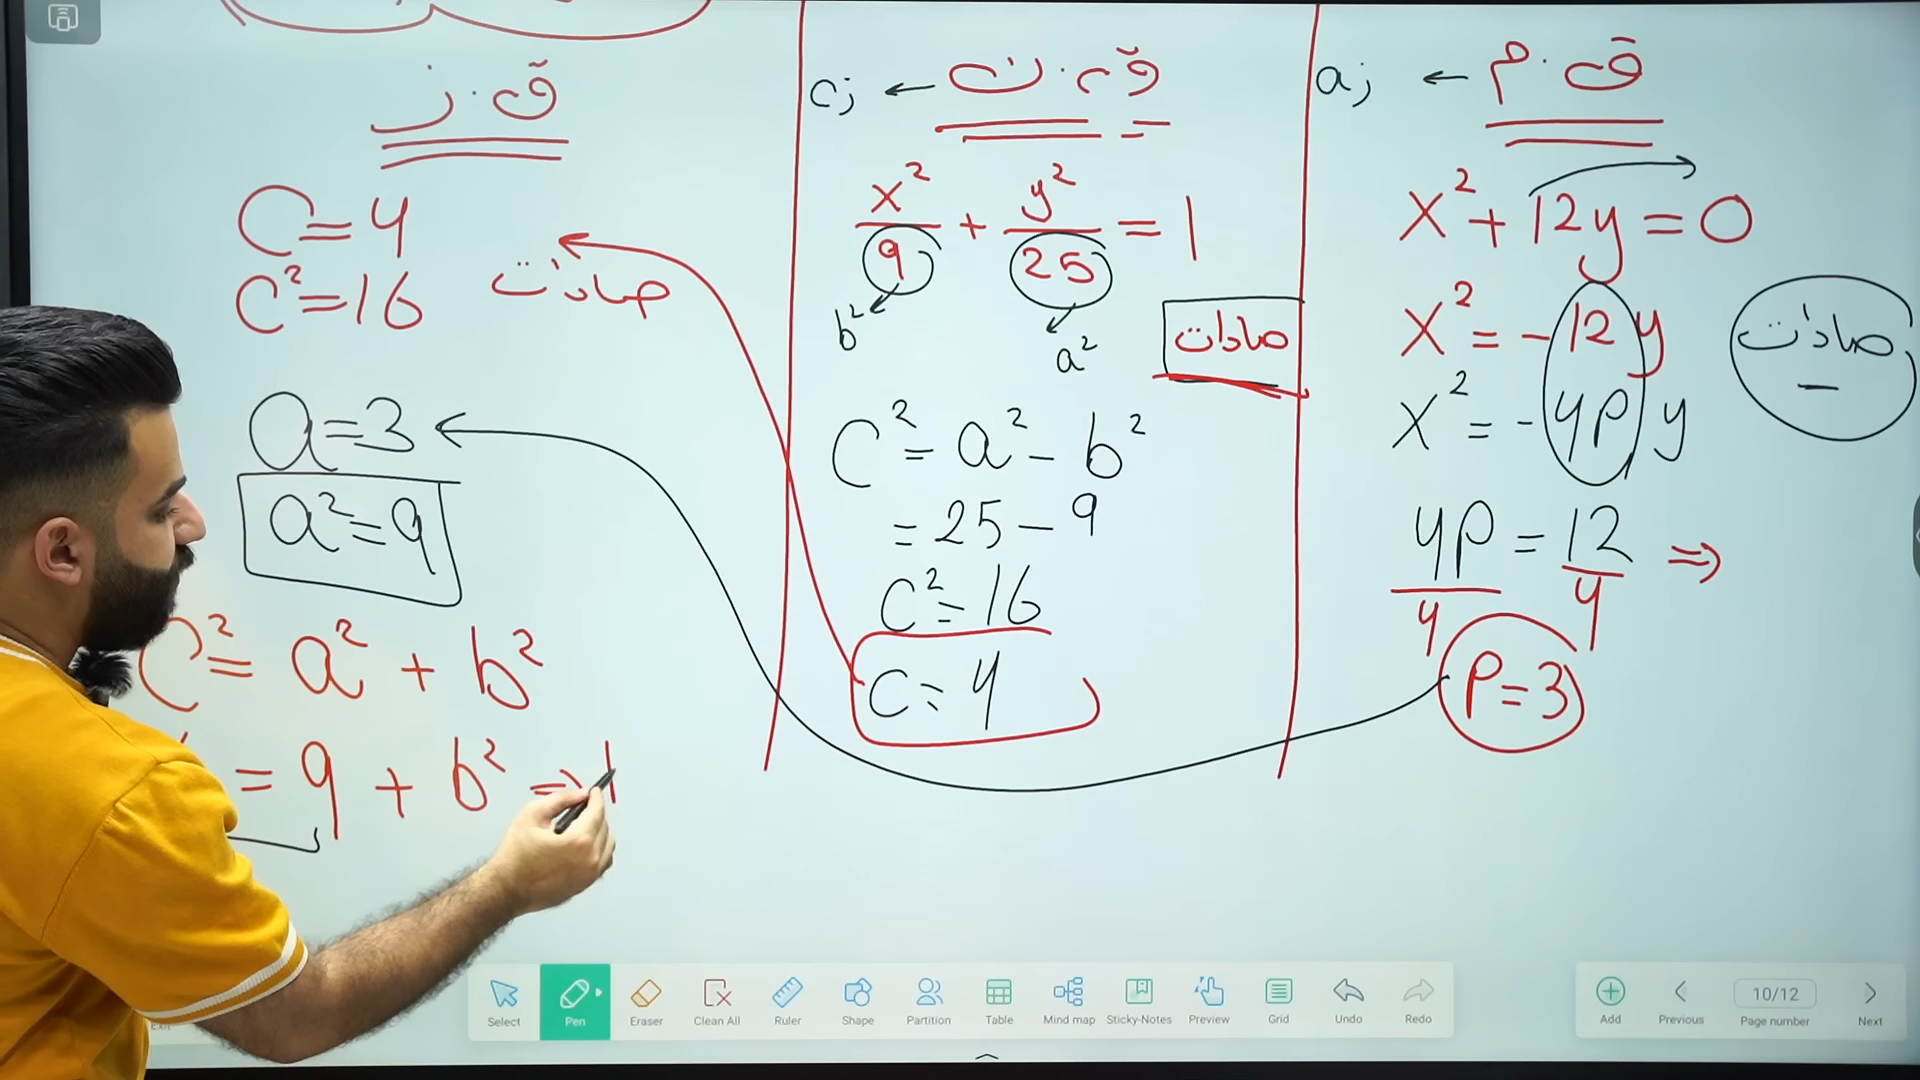 ق.م ← a ز
x² + 12y = 0
x² = -12y
x² = -4p y
صادات
-
4p/4 = 12/4 ⇒
p = 3
ق.ن ← c ز
x²/9 + y²/25 = 1
b²
a²
صادات
c² = a² - b²
= 25 - 9
c² = 16
c = 4
ق.ز
c = 4
c² = 16
صادات
a = 3
a² = 9
c² = a² + b²
= 9 + b² ⇒
Select
Pen
Eraser
Clean All
Ruler
Shape
Partition
Table
Mind map
Sticky-Notes
Preview
Grid
Undo
Redo
Add
Previous
10/12
Page number
Next